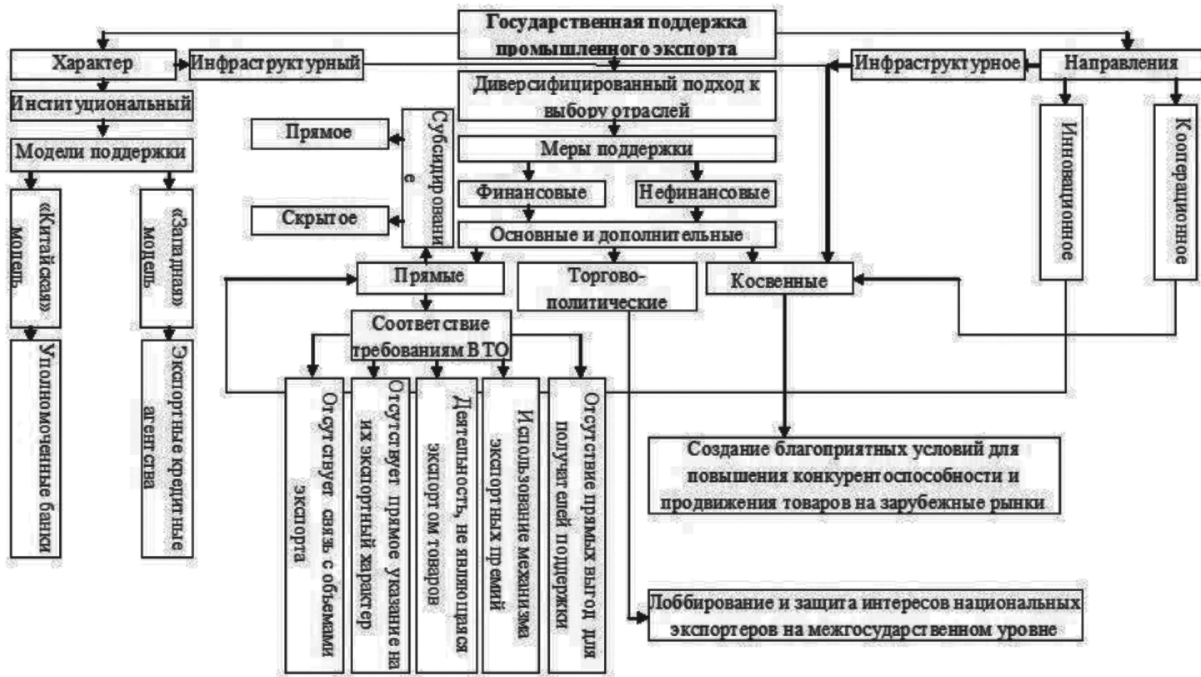 Государственная поддержка
промышленного экспорта
Характер
Инфраструктурный
Инфраструктурное
Направления
Институциональный
Диверсифицированный подход к
выбору отраслей
Модели поддержки
Прямое
Субсидировани
е
Меры поддержки
Инновационное
Кооперационное
Финансовые
Нефинансовые
«Китайская»
модель
«Западная»
модель
Скрытое
Основные и дополнительные
Прямые
Торгово-
политические
Косвенные
Соответствие
требованиям ВТО
Уполномоченные банки
Экспортные кредитные
агентства
Отсутствует связь с объемами
экспорта
Отсутствует прямое указание на
их экспортный характер
Деятельность, не являющаяся
экспортом товаров
Использование механизма
экспортных премий
Отсутствие прямых выгод для
получателей поддержки
Создание благоприятных условий для
повышения конкурентоспособности и
продвижения товаров на зарубежные рынки
Лоббирование и защита интересов национальных
экспортеров на межгосударственном уровне